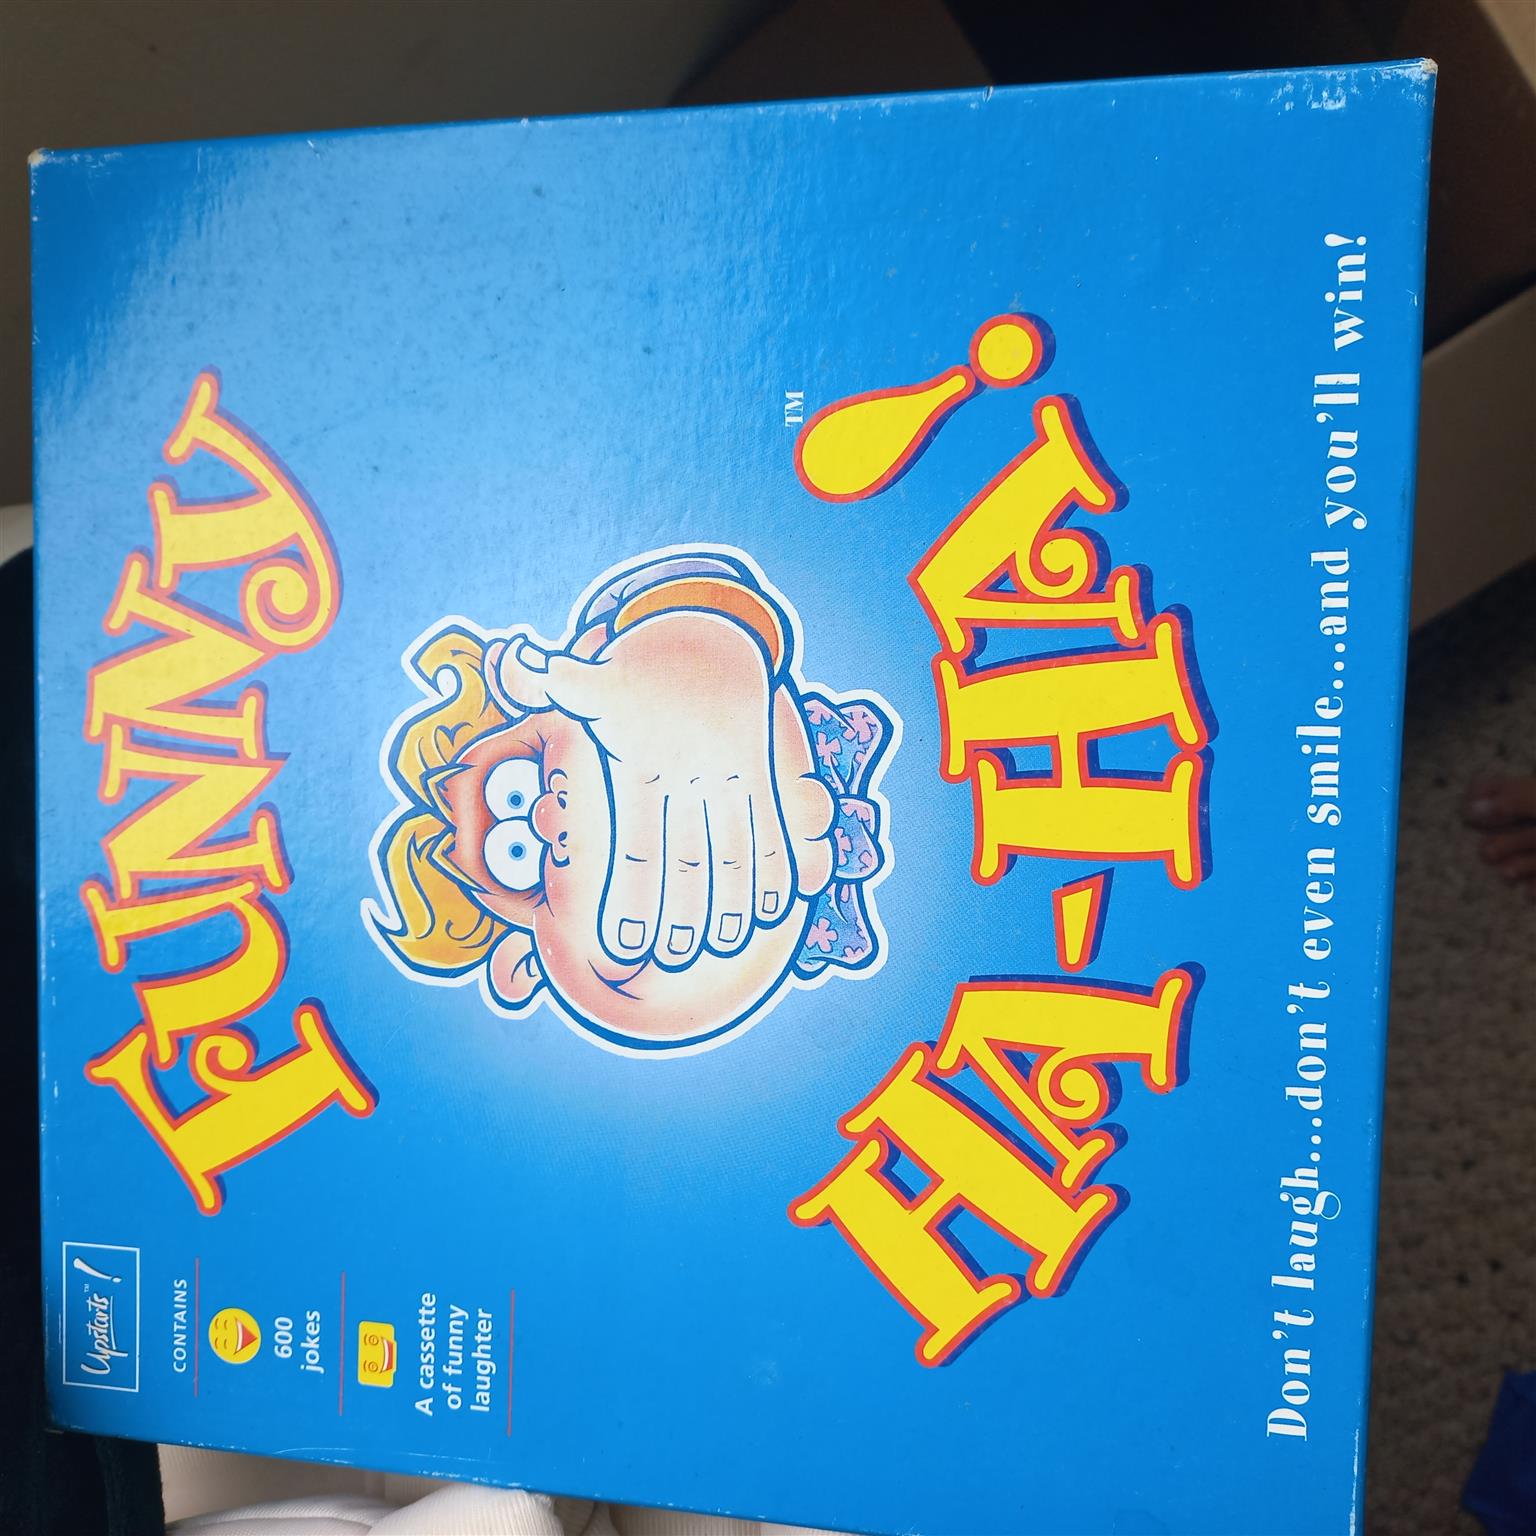 Upstarts!™
CONTAINS
600
jokes
A cassette
of funny
laughter
FUNNY
HA-HA!™
Don't laugh...don't even smile...and you'll win!